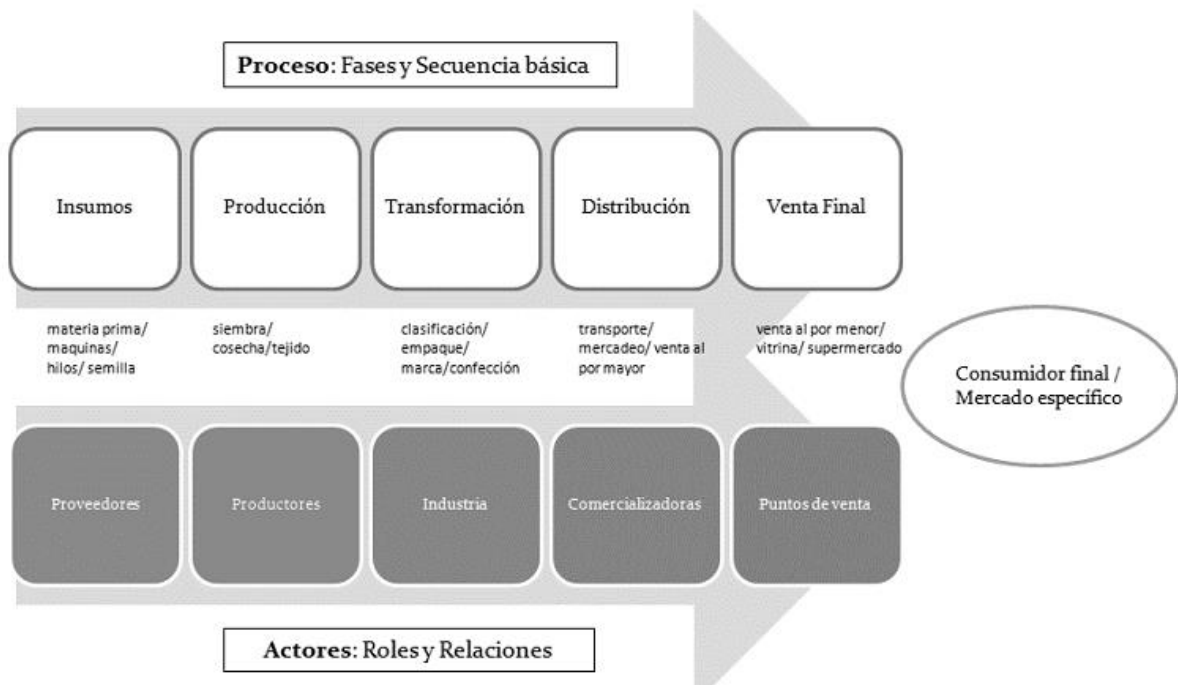 Proceso: Fases y Secuencia básica
Insumos
Producción
Transformación
Distribución
Venta Final
materia prima/
maquinas/
hilos/ semilla
siembra/
cosecha/tejido
clasificación/
empaque/
marca/confección
transporte/
mercadeo/ venta al
por mayor
venta al por menor/
vitrina/ supermercado
Consumidor final /
Mercado específico
Proveedores
Productores
Industria
Comercializadoras
Puntos de venta
Actores: Roles y Relaciones